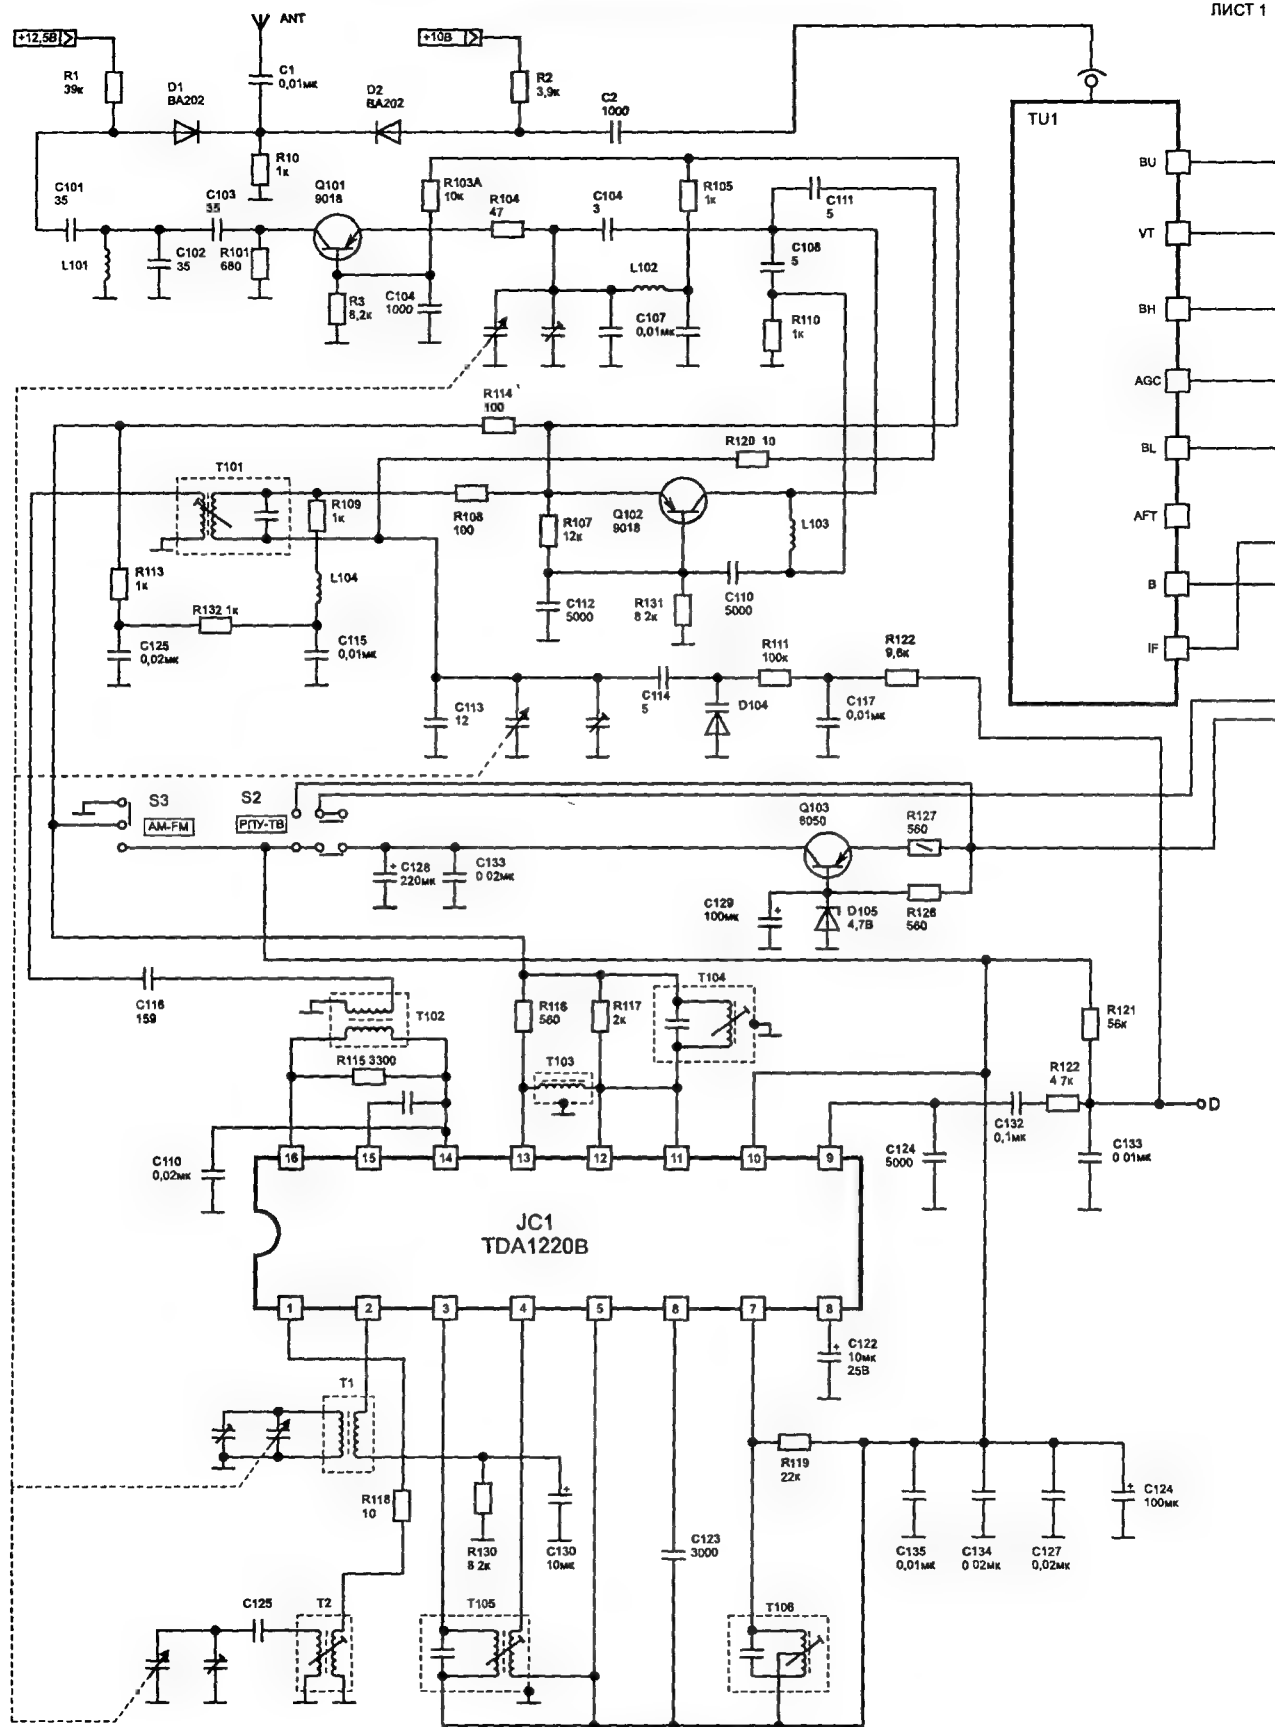 ЛИСТ 1
ANT
+12,5В
+10В
R1
39к
D1
BA202
C1
0,01мк
D2
BA202
R2
3,9к
C2
1000
TU1
R10
1к
BU
C101
35
C103
35
Q101
9018
R103A
10к
R104
47
C104
3
R105
1к
C111
5
L101
C102
35
R101
680
VT
C108
5
L102
R3
8,2к
C104
1000
C107
0,01мк
R110
1к
BH
R114
100
AGC
R120 10
BL
T101
R109
1к
R108
100
R107
12к
Q102
9018
L103
AFT
R113
1к
L104
R132 1к
C112
5000
R131
8 2к
C110
5000
B
C125
0,02мк
C115
0,01мк
R111
100к
R122
9,6к
IF
C113
12
C114
5
D104
C117
0,01мк
S3
AM-FM
S2
РПУ-ТВ
Q103
8050
R127
560
C128
220мк
C133
0 02мк
C129
100мк
D105
4,7В
R126
560
C116
159
T102
R116
560
R117
2к
T104
R121
56к
R115 3300
T103
R122
4 7к
D
C110
0,02мк
16
15
14
13
12
11
10
9
C124
5000
C132
0,1мк
C133
0 01мк
JC1
TDA1220B
1
2
3
4
5
6
7
8
C122
10мк
25В
T1
R118
10
R130
8 2к
C130
10мк
C123
3000
R119
22к
C135
0,01мк
C134
0 02мк
C127
0,02мк
C124
100мк
C125
T2
T105
T106